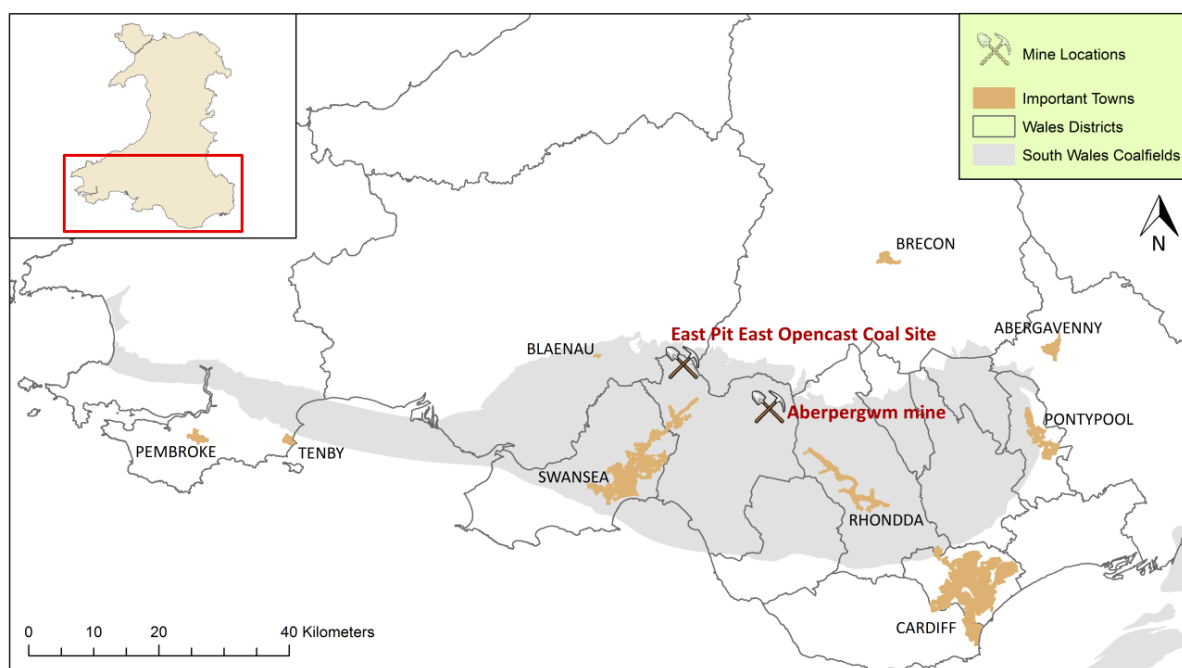 Mine Locations
Important Towns
Wales Districts
South Wales Coalfields
N
BRECON
ABERGAVENNY
East Pit East Opencast Coal Site
BLAENAU
Aberpergwm mine
PONTYPOOL
PEMBROKE
TENBY
SWANSEA
RHONDDA
CARDIFF
0 10 20 40 Kilometers